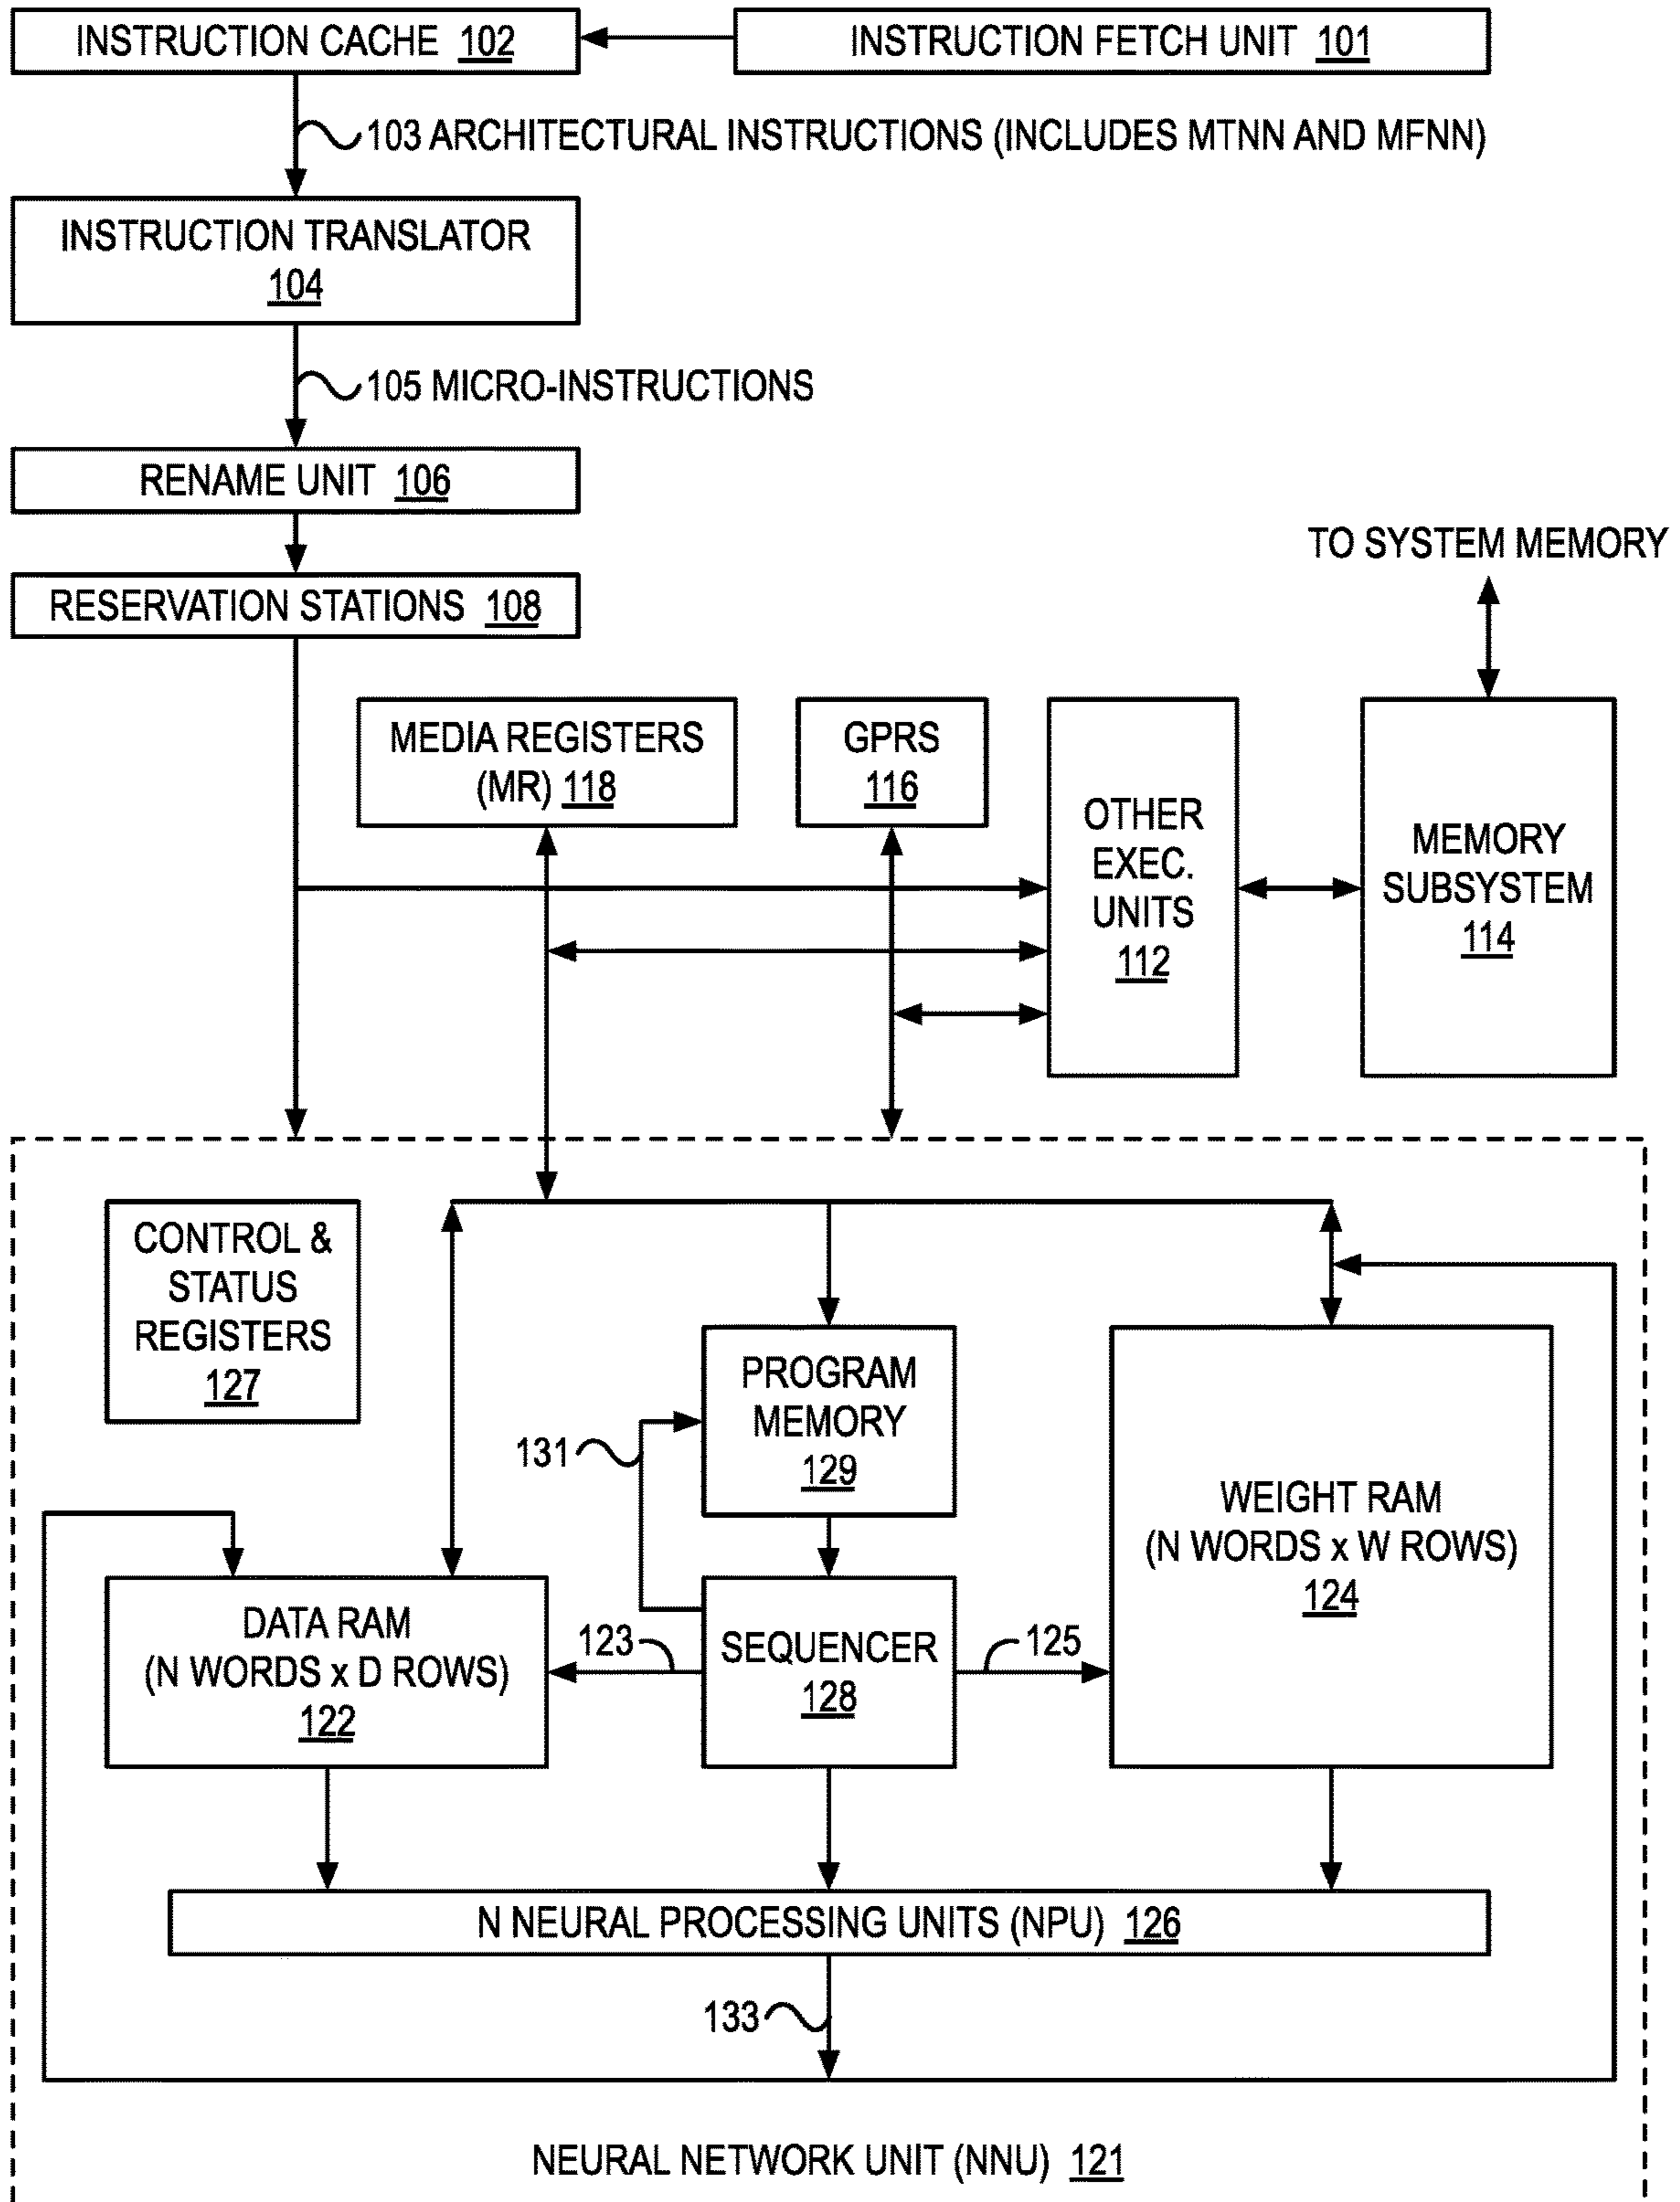 INSTRUCTION CACHE 102
INSTRUCTION FETCH UNIT 101
103 ARCHITECTURAL INSTRUCTIONS (INCLUDES MTNN AND MFNN)
INSTRUCTION TRANSLATOR
104
105 MICRO-INSTRUCTIONS
RENAME UNIT 106
TO SYSTEM MEMORY
RESERVATION STATIONS 108
MEDIA REGISTERS
(MR) 118
GPRS
116
OTHER
EXEC.
UNITS
112
MEMORY
SUBSYSTEM
114
CONTROL &
STATUS
REGISTERS
127
PROGRAM
MEMORY
129
131
WEIGHT RAM
(N WORDS x W ROWS)
124
DATA RAM
(N WORDS x D ROWS)
122
123
SEQUENCER
128
125
N NEURAL PROCESSING UNITS (NPU) 126
133
NEURAL NETWORK UNIT (NNU) 121